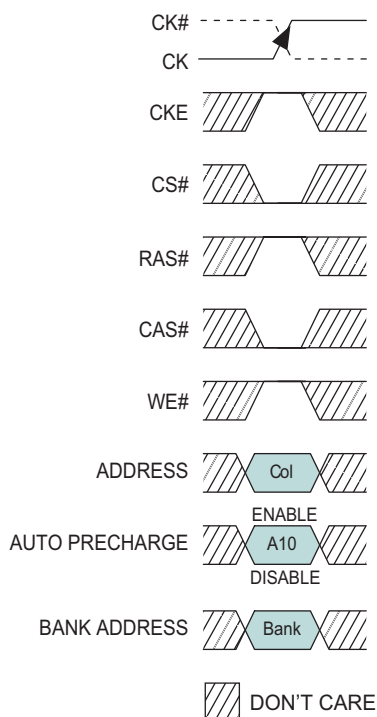 CK#
CK
CKE
CS#
RAS#
CAS#
WE#
ADDRESS Col
ENABLE
AUTO PRECHARGE A10
DISABLE
BANK ADDRESS Bank
DON'T CARE